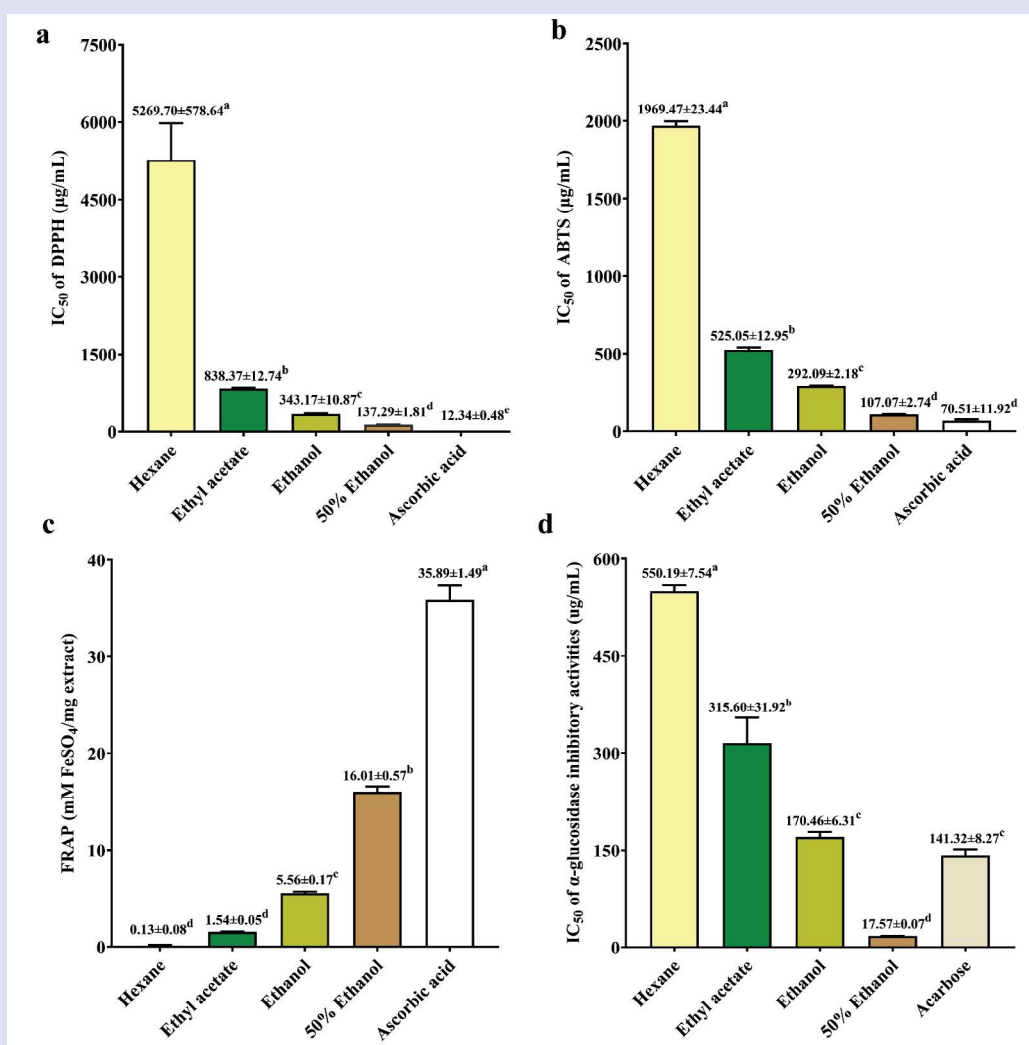 a
IC50 of DPPH (µg/mL)
7500
6000
4500
3000
1500
0
5269.70±578.64a
838.37±12.74b
343.17±10.87c
137.29±1.81d
12.34±0.48e
Hexane
Ethyl acetate
Ethanol
50% Ethanol
Ascorbic acid
b
IC50 of ABTS (µg/mL)
2500
2000
1500
1000
500
0
1969.47±23.44a
525.05±12.95b
292.09±2.18c
107.07±2.74d
70.51±11.92d
Hexane
Ethyl acetate
Ethanol
50% Ethanol
Ascorbic acid
c
FRAP (mM FeSO4/mg extract)
40
30
20
10
0
0.13±0.08d
1.54±0.05d
5.56±0.17c
16.01±0.57b
35.89±1.49a
Hexane
Ethyl acetate
Ethanol
50% Ethanol
Ascorbic acid
d
IC50 of α-glucosidase inhibitory activities (ug/mL)
600
450
300
150
0
550.19±7.54a
315.60±31.92b
170.46±6.31c
17.57±0.07d
141.32±8.27c
Hexane
Ethyl acetate
Ethanol
50% Ethanol
Acarbose